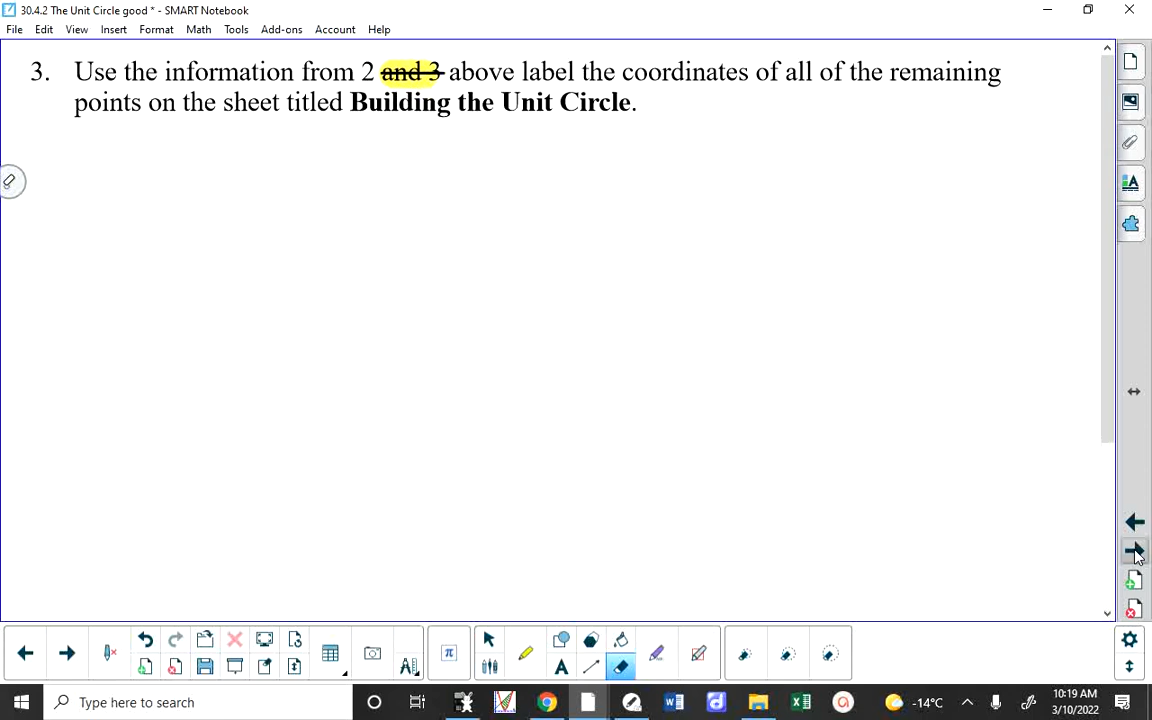 30.4.2 The Unit Circle good * - SMART Notebook
File Edit View Insert Format Math Tools Add-ons Account Help
3. Use the information from 2 and 3 above label the coordinates of all of the remaining
points on the sheet titled Building the Unit Circle.
Type here to search
-14°C
10:19 AM
3/10/2022